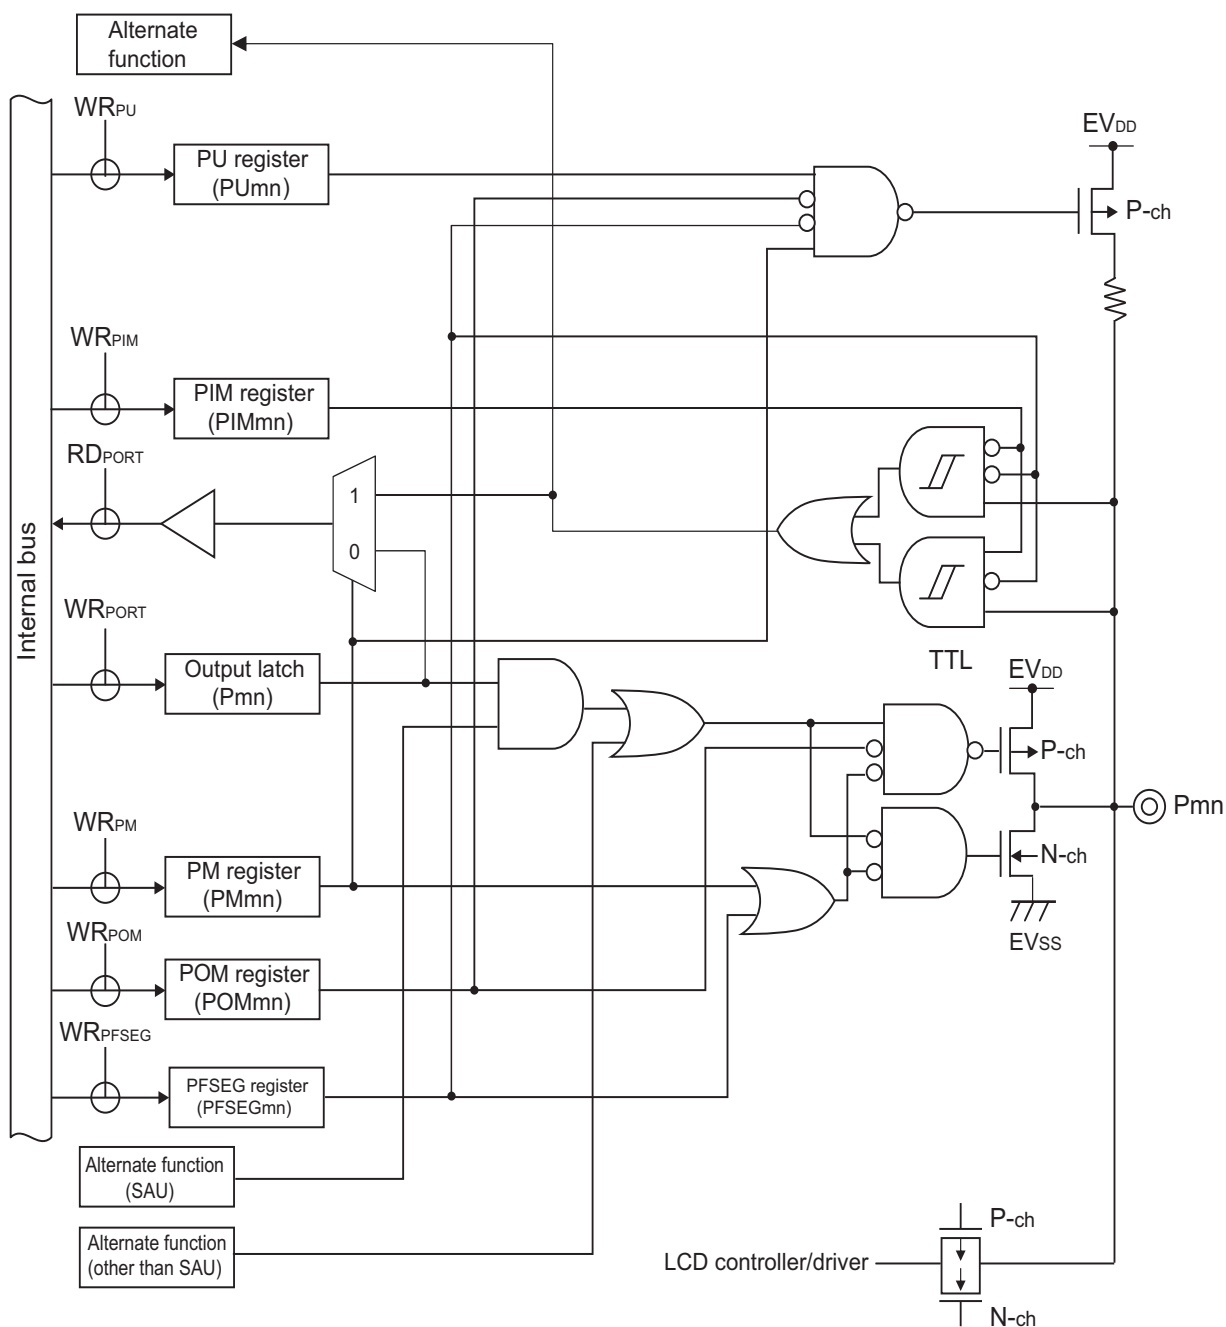 Alternate
function
WRPU
PU register
(PUmn)
EVDD
P-ch
WRPIM
PIM register
(PIMmn)
RDPORT
1
0
Internal bus
WRPORT
Output latch
(Pmn)
TTL
EVDD
P-ch
Pmn
WRPM
PM register
(PMmn)
N-ch
EVSS
WRPOM
POM register
(POMmn)
WRPFSEG
PFSEG register
(PFSEGmn)
Alternate function
(SAU)
Alternate function
(other than SAU)
P-ch
LCD controller/driver
N-ch